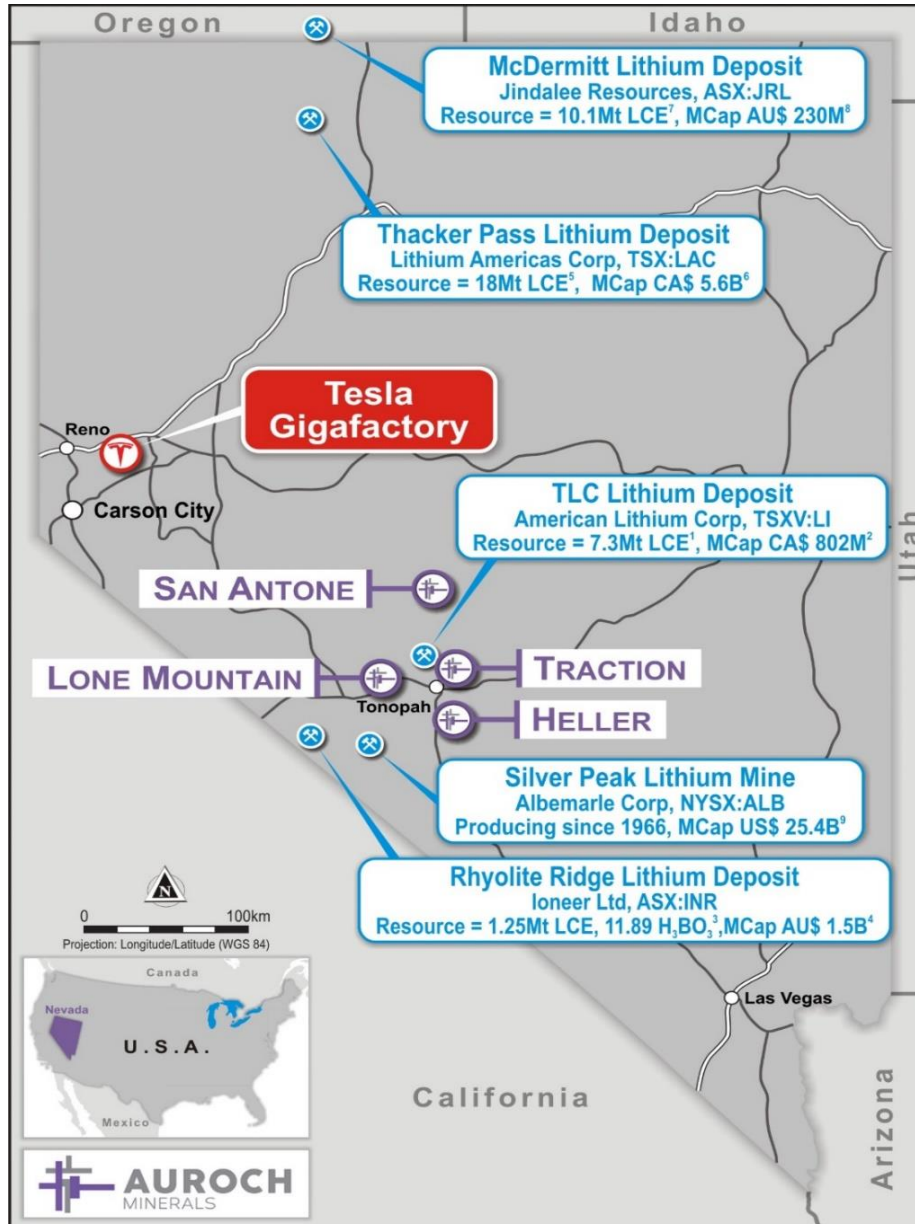 Oregon
Idaho
McDermitt Lithium Deposit
Jindalee Resources, ASX:JRL
Resource = 10.1Mt LCE⁷, MCap AU$ 230M⁸
Thacker Pass Lithium Deposit
Lithium Americas Corp, TSX:LAC
Resource = 18Mt LCE⁵, MCap CA$ 5.6B⁶
Tesla
Gigafactory
Reno
Carson City
TLC Lithium Deposit
American Lithium Corp, TSXV:LI
Resource = 7.3Mt LCE¹, MCap CA$ 802M²
Utah
SAN ANTONE
LONE MOUNTAIN
TRACTION
Tonopah
HELLER
Silver Peak Lithium Mine
Albemarle Corp, NYSX:ALB
Producing since 1966, MCap US$ 25.4B⁹
Rhyolite Ridge Lithium Deposit
Ioneer Ltd, ASX:INR
Resource = 1.25Mt LCE, 11.89 H₃BO₃³,MCap AU$ 1.5B⁴
N
0 100km
Projection: Longitude/Latitude (WGS 84)
Canada
Nevada
U.S.A.
Mexico
Las Vegas
California
Arizona
AUROCH
MINERALS